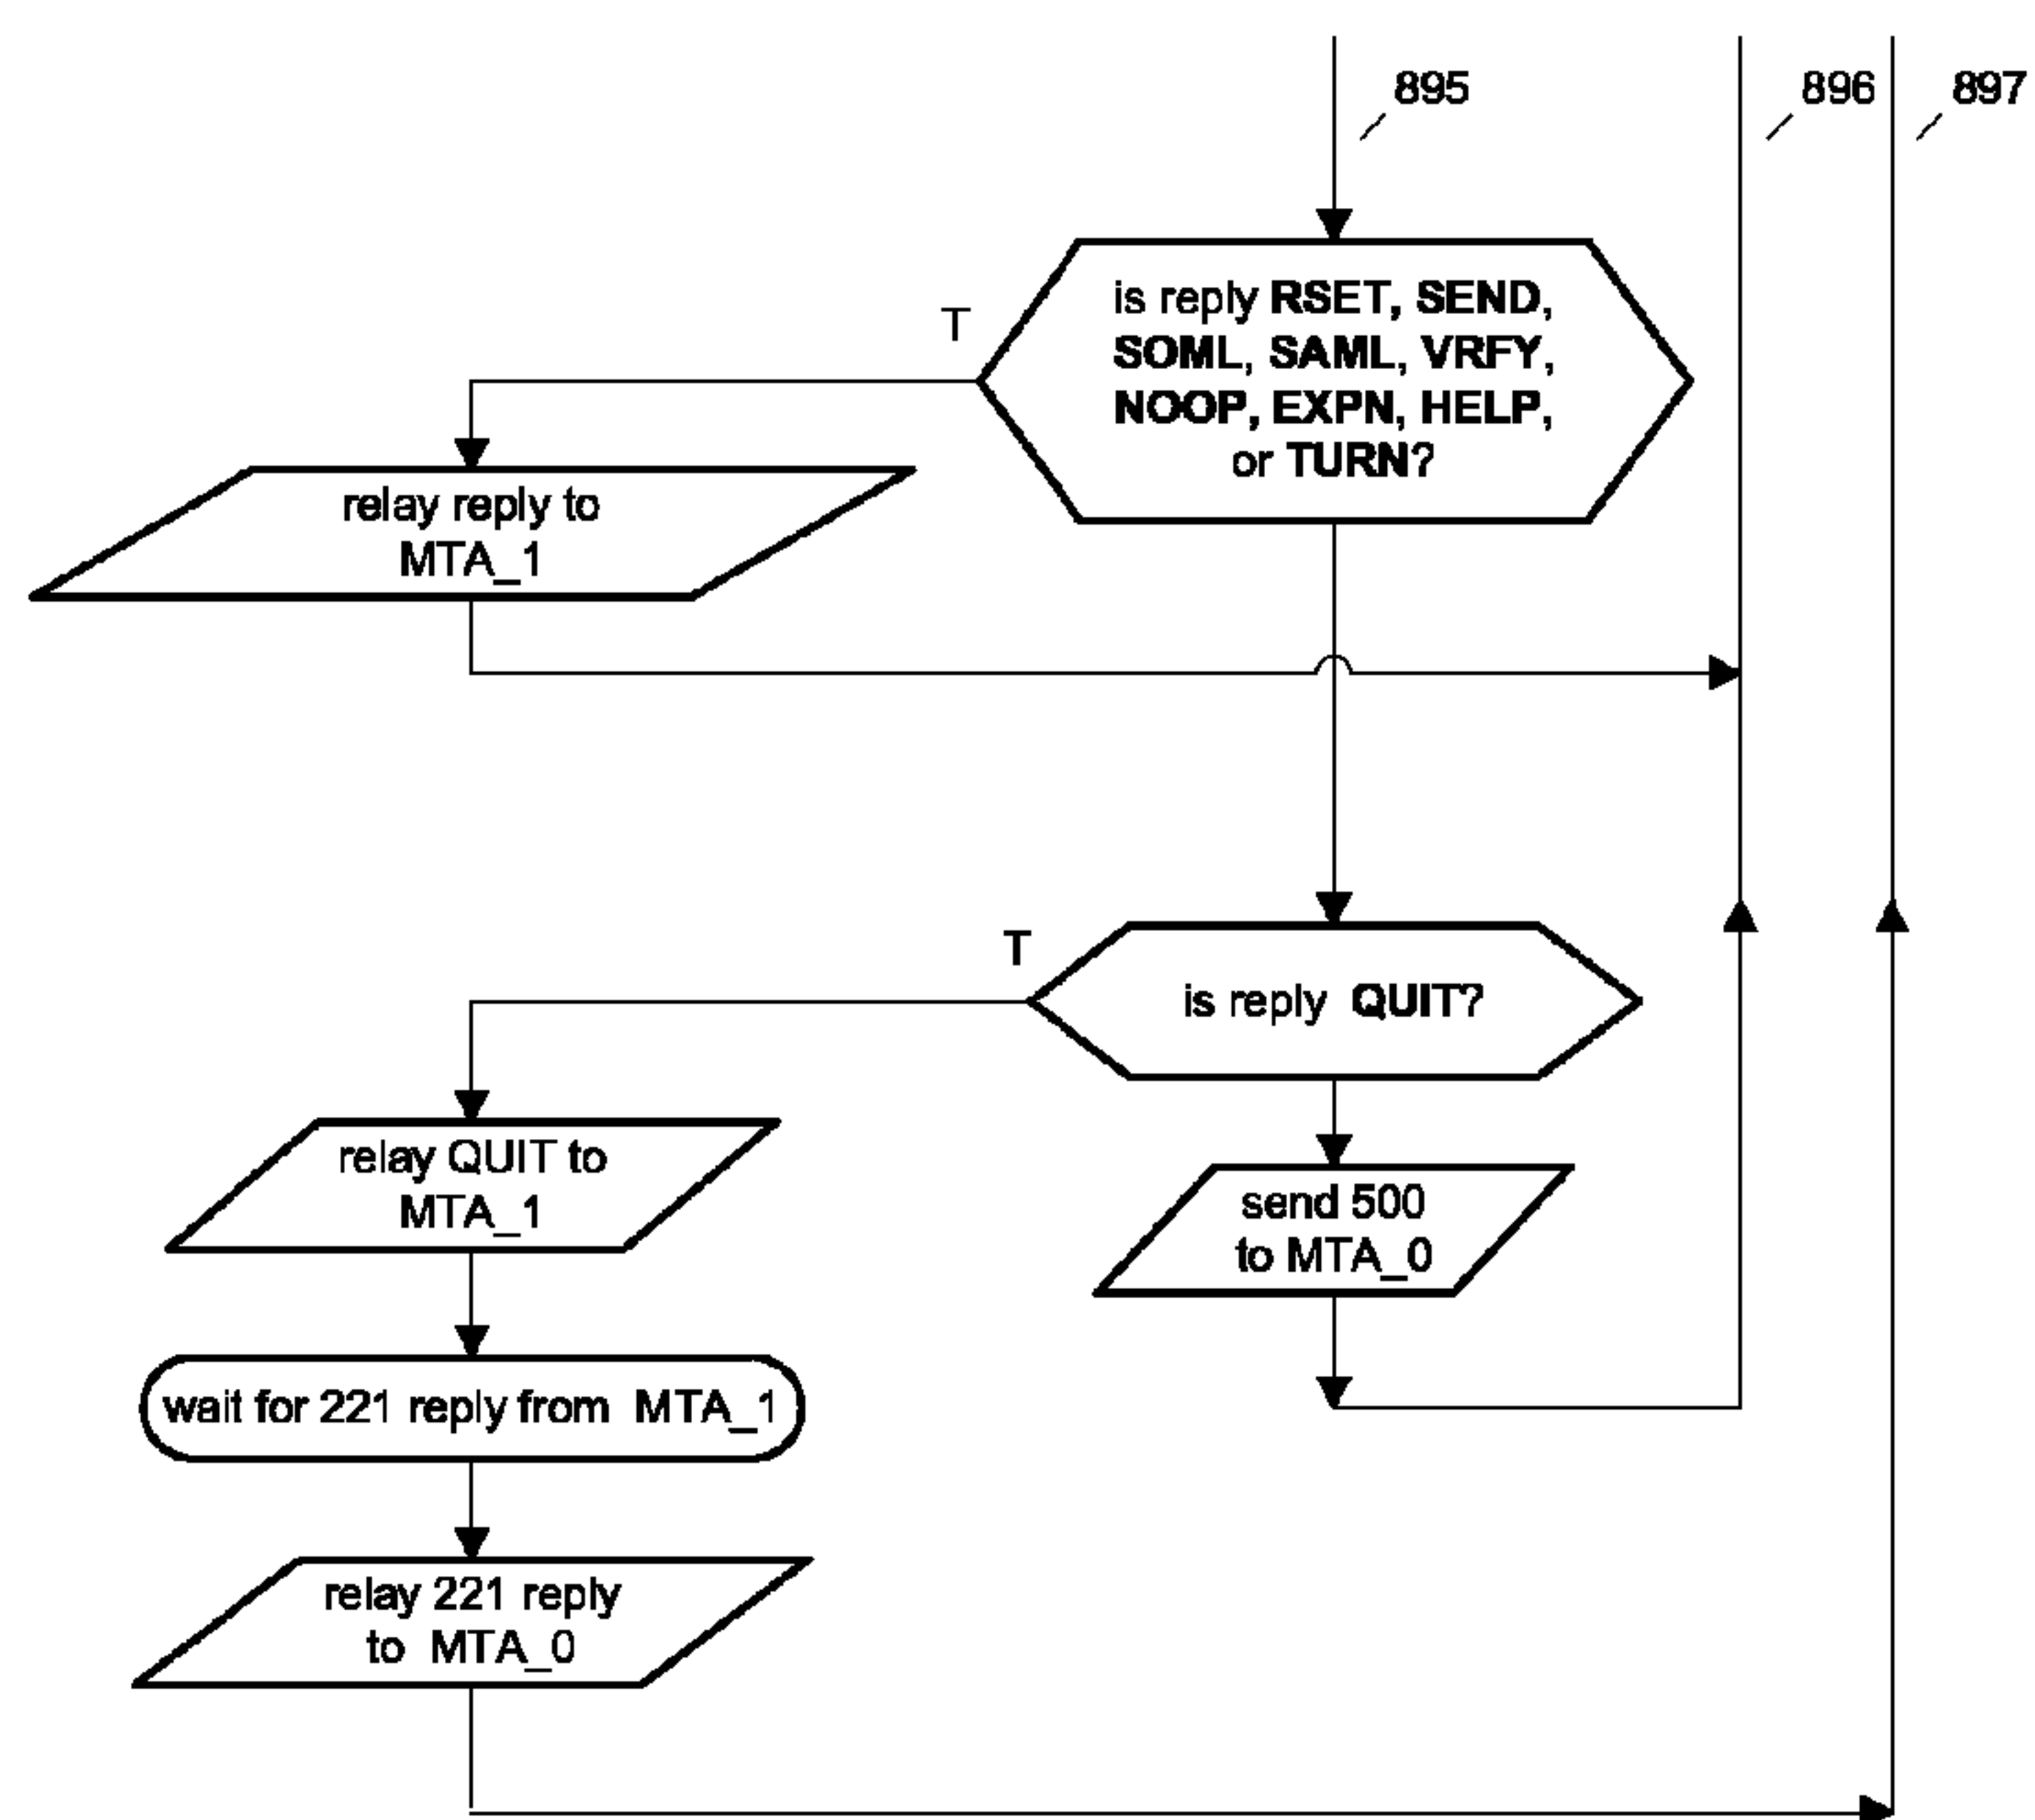 895
896
897
is reply RSET, SEND,
SOML, SAML, VRFY,
NOOP, EXPN, HELP,
or TURN?
T
relay reply to
MTA_1
is reply QUIT?
T
relay QUIT to
MTA_1
send 500
to MTA_0
wait for 221 reply from MTA_1
relay 221 reply
to MTA_0